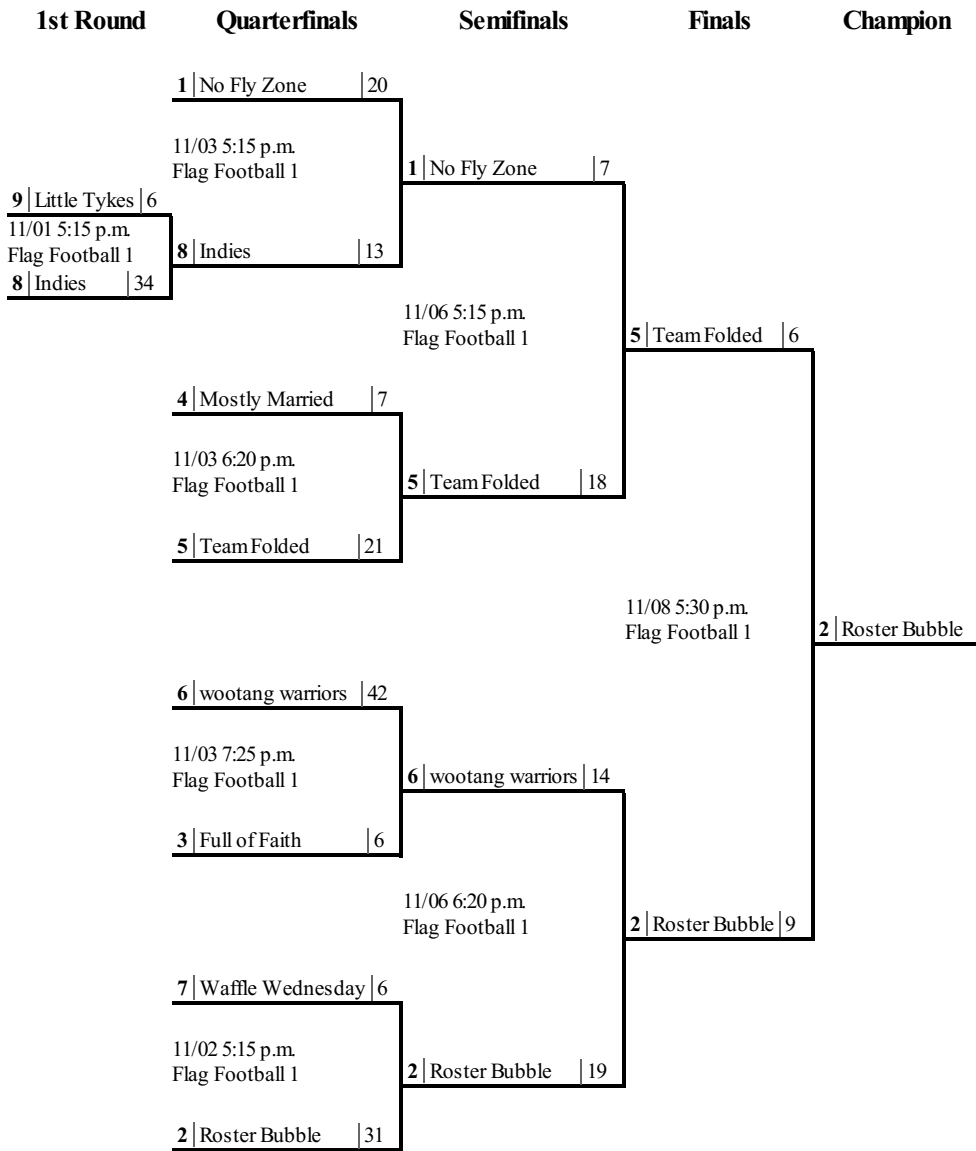 1st Round Quarterfinals Semifinals Finals Champion
1 No Fly Zone 20
11/03 5:15 p.m.
Flag Football 1
1 No Fly Zone 7
9 Little Tykes 6
11/01 5:15 p.m.
Flag Football 1
8 Indies 34
8 Indies 13
11/06 5:15 p.m.
Flag Football 1
5 Team Folded 6
4 Mostly Married 7
11/03 6:20 p.m.
Flag Football 1
5 Team Folded 18
5 Team Folded 21
11/08 5:30 p.m.
Flag Football 1
2 Roster Bubble
6 wootang warriors 42
11/03 7:25 p.m.
Flag Football 1
6 wootang warriors 14
3 Full of Faith 6
11/06 6:20 p.m.
Flag Football 1
2 Roster Bubble 9
7 Waffle Wednesday 6
11/02 5:15 p.m.
Flag Football 1
2 Roster Bubble 19
2 Roster Bubble 31